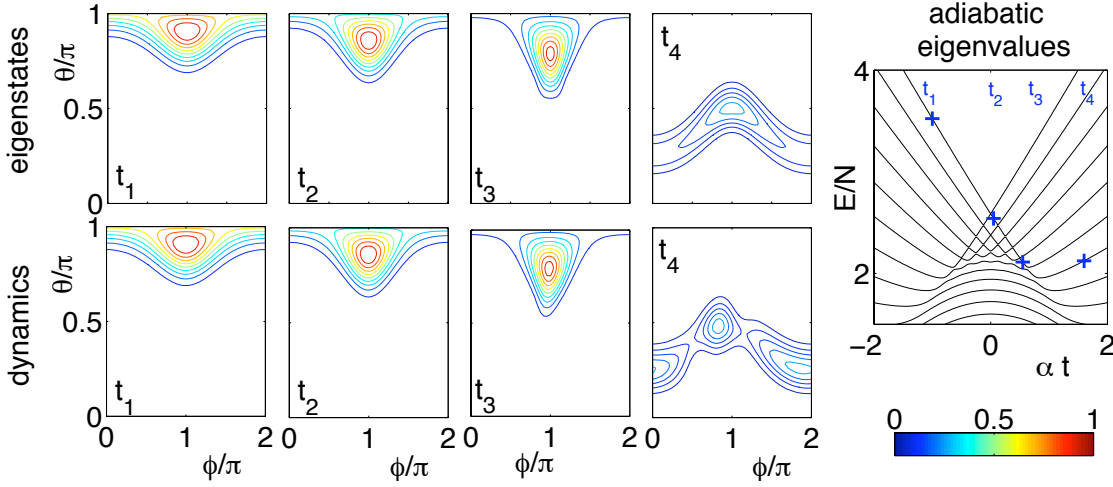 adiabatic
eigenvalues
eigenstates
θ/π
1
0.5
0
t₁
t₂
t₃
t₄
E/N
4
2
t₁
t₂
t₃
t₄
−2
0
2
α t
dynamics
θ/π
1
0.5
0
t₁
t₂
t₃
t₄
0 1 2
0 1 2
0 1 2
0 1 2
ϕ/π
ϕ/π
ϕ/π
ϕ/π
0 0.5 1